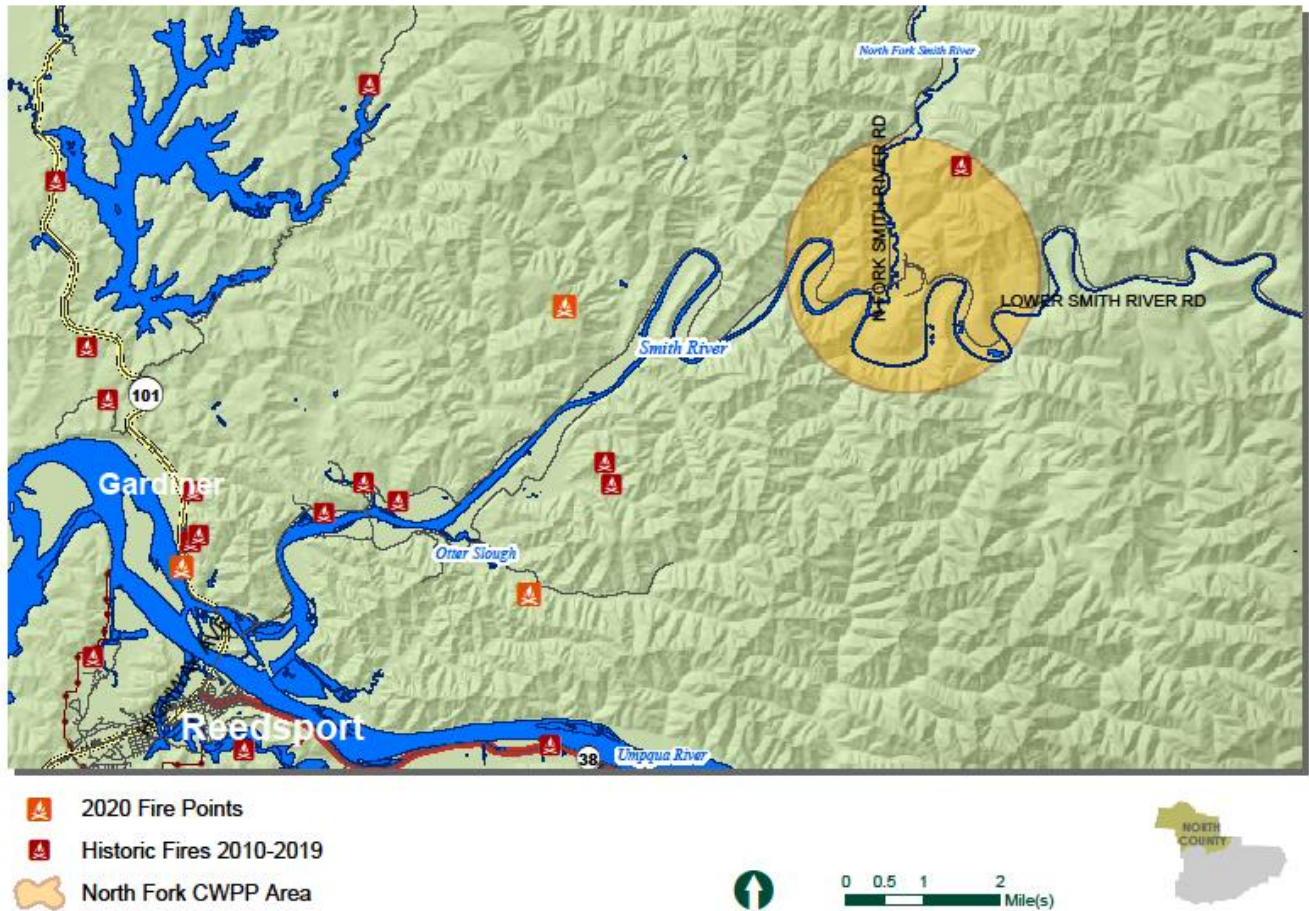 North Fork Smith River
N FORK SMITH RIVER RD
LOWER SMITH RIVER RD
Smith River
101
Gardiner
Otter Slough
Reedsport
Umpqua River
38
2020 Fire Points
Historic Fires 2010-2019
North Fork CWPP Area
0 0.5 1 2
Mile(s)
NORTH
COUNTY